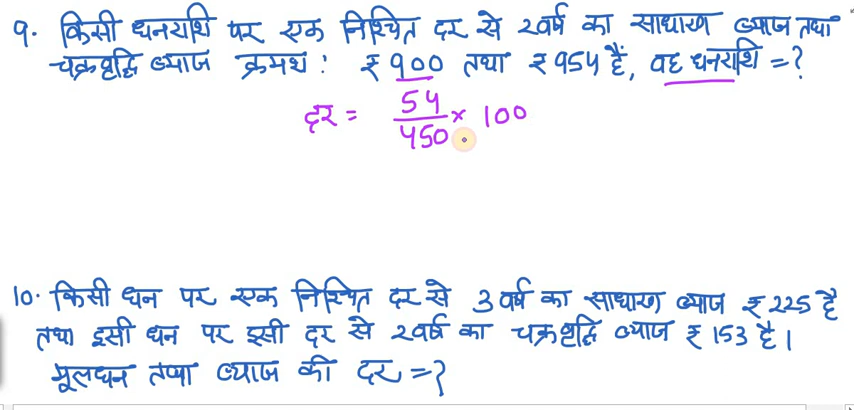 9. किसी धनराशि पर एक निश्चित दर से 2वर्ष का साधारण ब्याज तथा
चक्रवृद्धि ब्याज क्रमशः ₹900 तथा ₹954 हैं, वह धनराशि =?
दर = 54/450 × 100
10. किसी धन पर एक निश्चित दर से 3 वर्ष का साधारण ब्याज ₹225 है
तथा इसी धन पर इसी दर से 2वर्ष का चक्रवृद्धि ब्याज ₹153 है।
मूलधन तथा ब्याज की दर =?